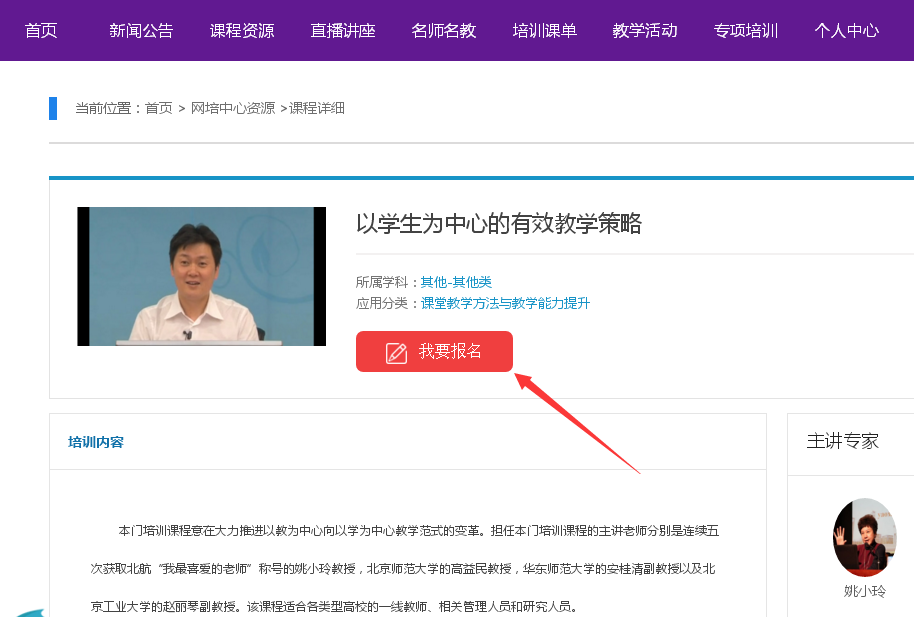 首页 新闻公告 课程资源 直播讲座 名师名教 培训课单 教学活动 专项培训 个人中心
当前位置：首页 > 网培中心资源 >课程详细
以学生为中心的有效教学策略
所属学科：其他-其他类
应用分类：课堂教学方法与教学能力提升
我要报名
培训内容
主讲专家
本门培训课程意在大力推进以教为中心向以学为中心教学范式的变革。担任本门培训课程的主讲老师分别是连续五
次获取北航“我最喜爱的老师”称号的姚小玲教授，北京师范大学的高益民教授，华东师范大学的安桂清副教授以及北
京工业大学的赵丽琴副教授。该课程适合各类型高校的一线教师、相关管理人员和研究人员。
姚小玲